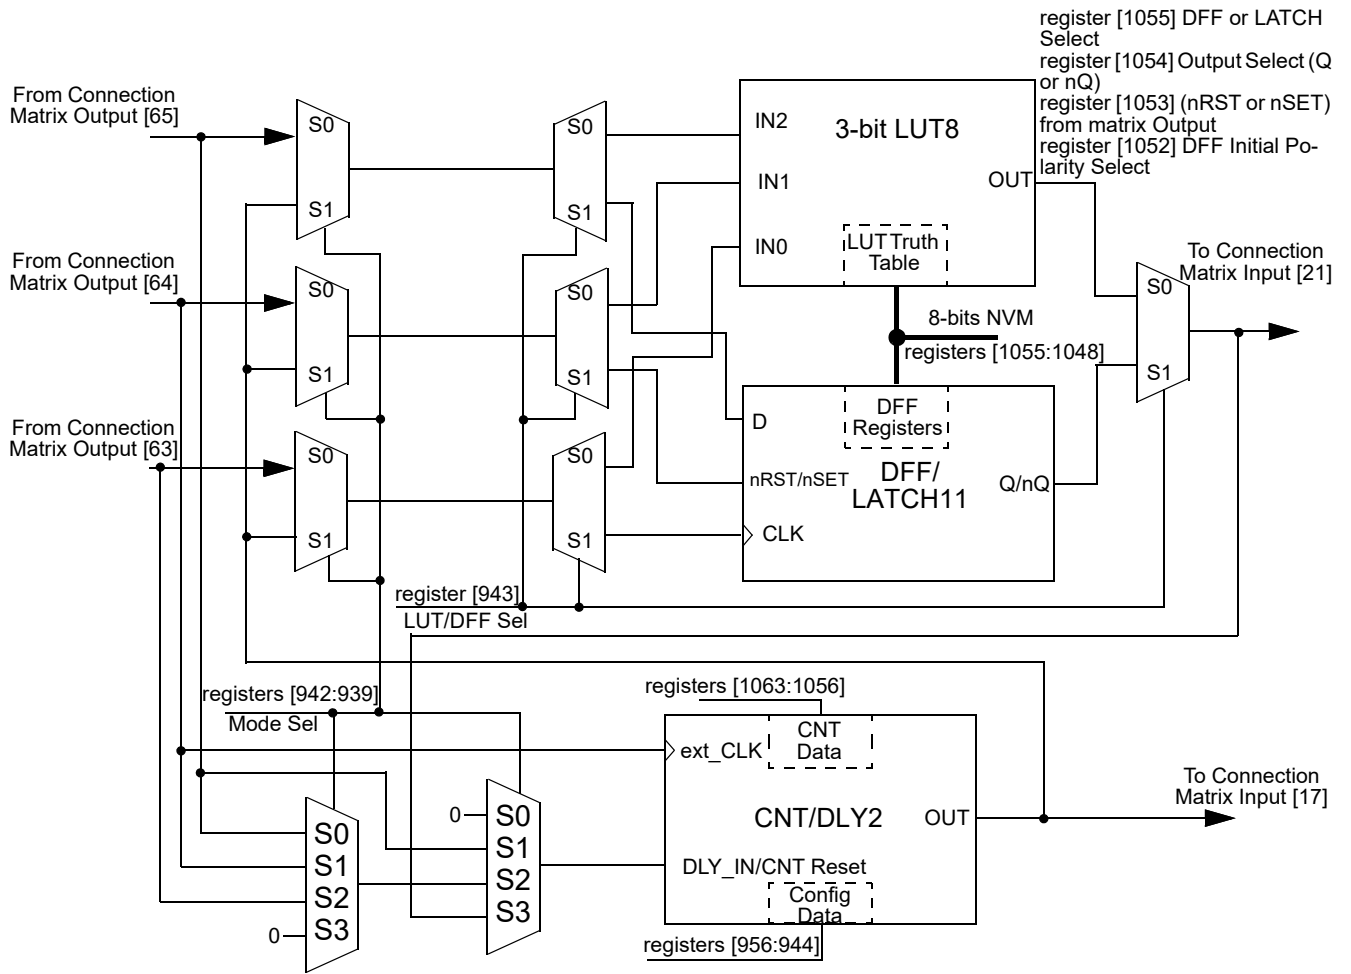 register [1055] DFF or LATCH
Select
register [1054] Output Select (Q
or nQ)
register [1053] (nRST or nSET)
from matrix Output
register [1052] DFF Initial Po-
larity Select
From Connection
Matrix Output [65]
S0
S1
S0
S1
IN2
IN1
IN0
3-bit LUT8
OUT
LUT Truth
Table
From Connection
Matrix Output [64]
S0
S1
S0
S1
8-bits NVM
registers [1055:1048]
To Connection
Matrix Input [21]
S0
S1
From Connection
Matrix Output [63]
S0
S1
S0
S1
D
nRST/nSET
CLK
DFF
Registers
DFF/
LATCH11
Q/nQ
register [943]
LUT/DFF Sel
registers [942:939]
Mode Sel
registers [1063:1056]
ext_CLK
CNT
Data
CNT/DLY2
OUT
DLY_IN/CNT Reset
Config
Data
registers [956:944]
To Connection
Matrix Input [17]
S0
S1
S2
S3
0
0
S0
S1
S2
S3